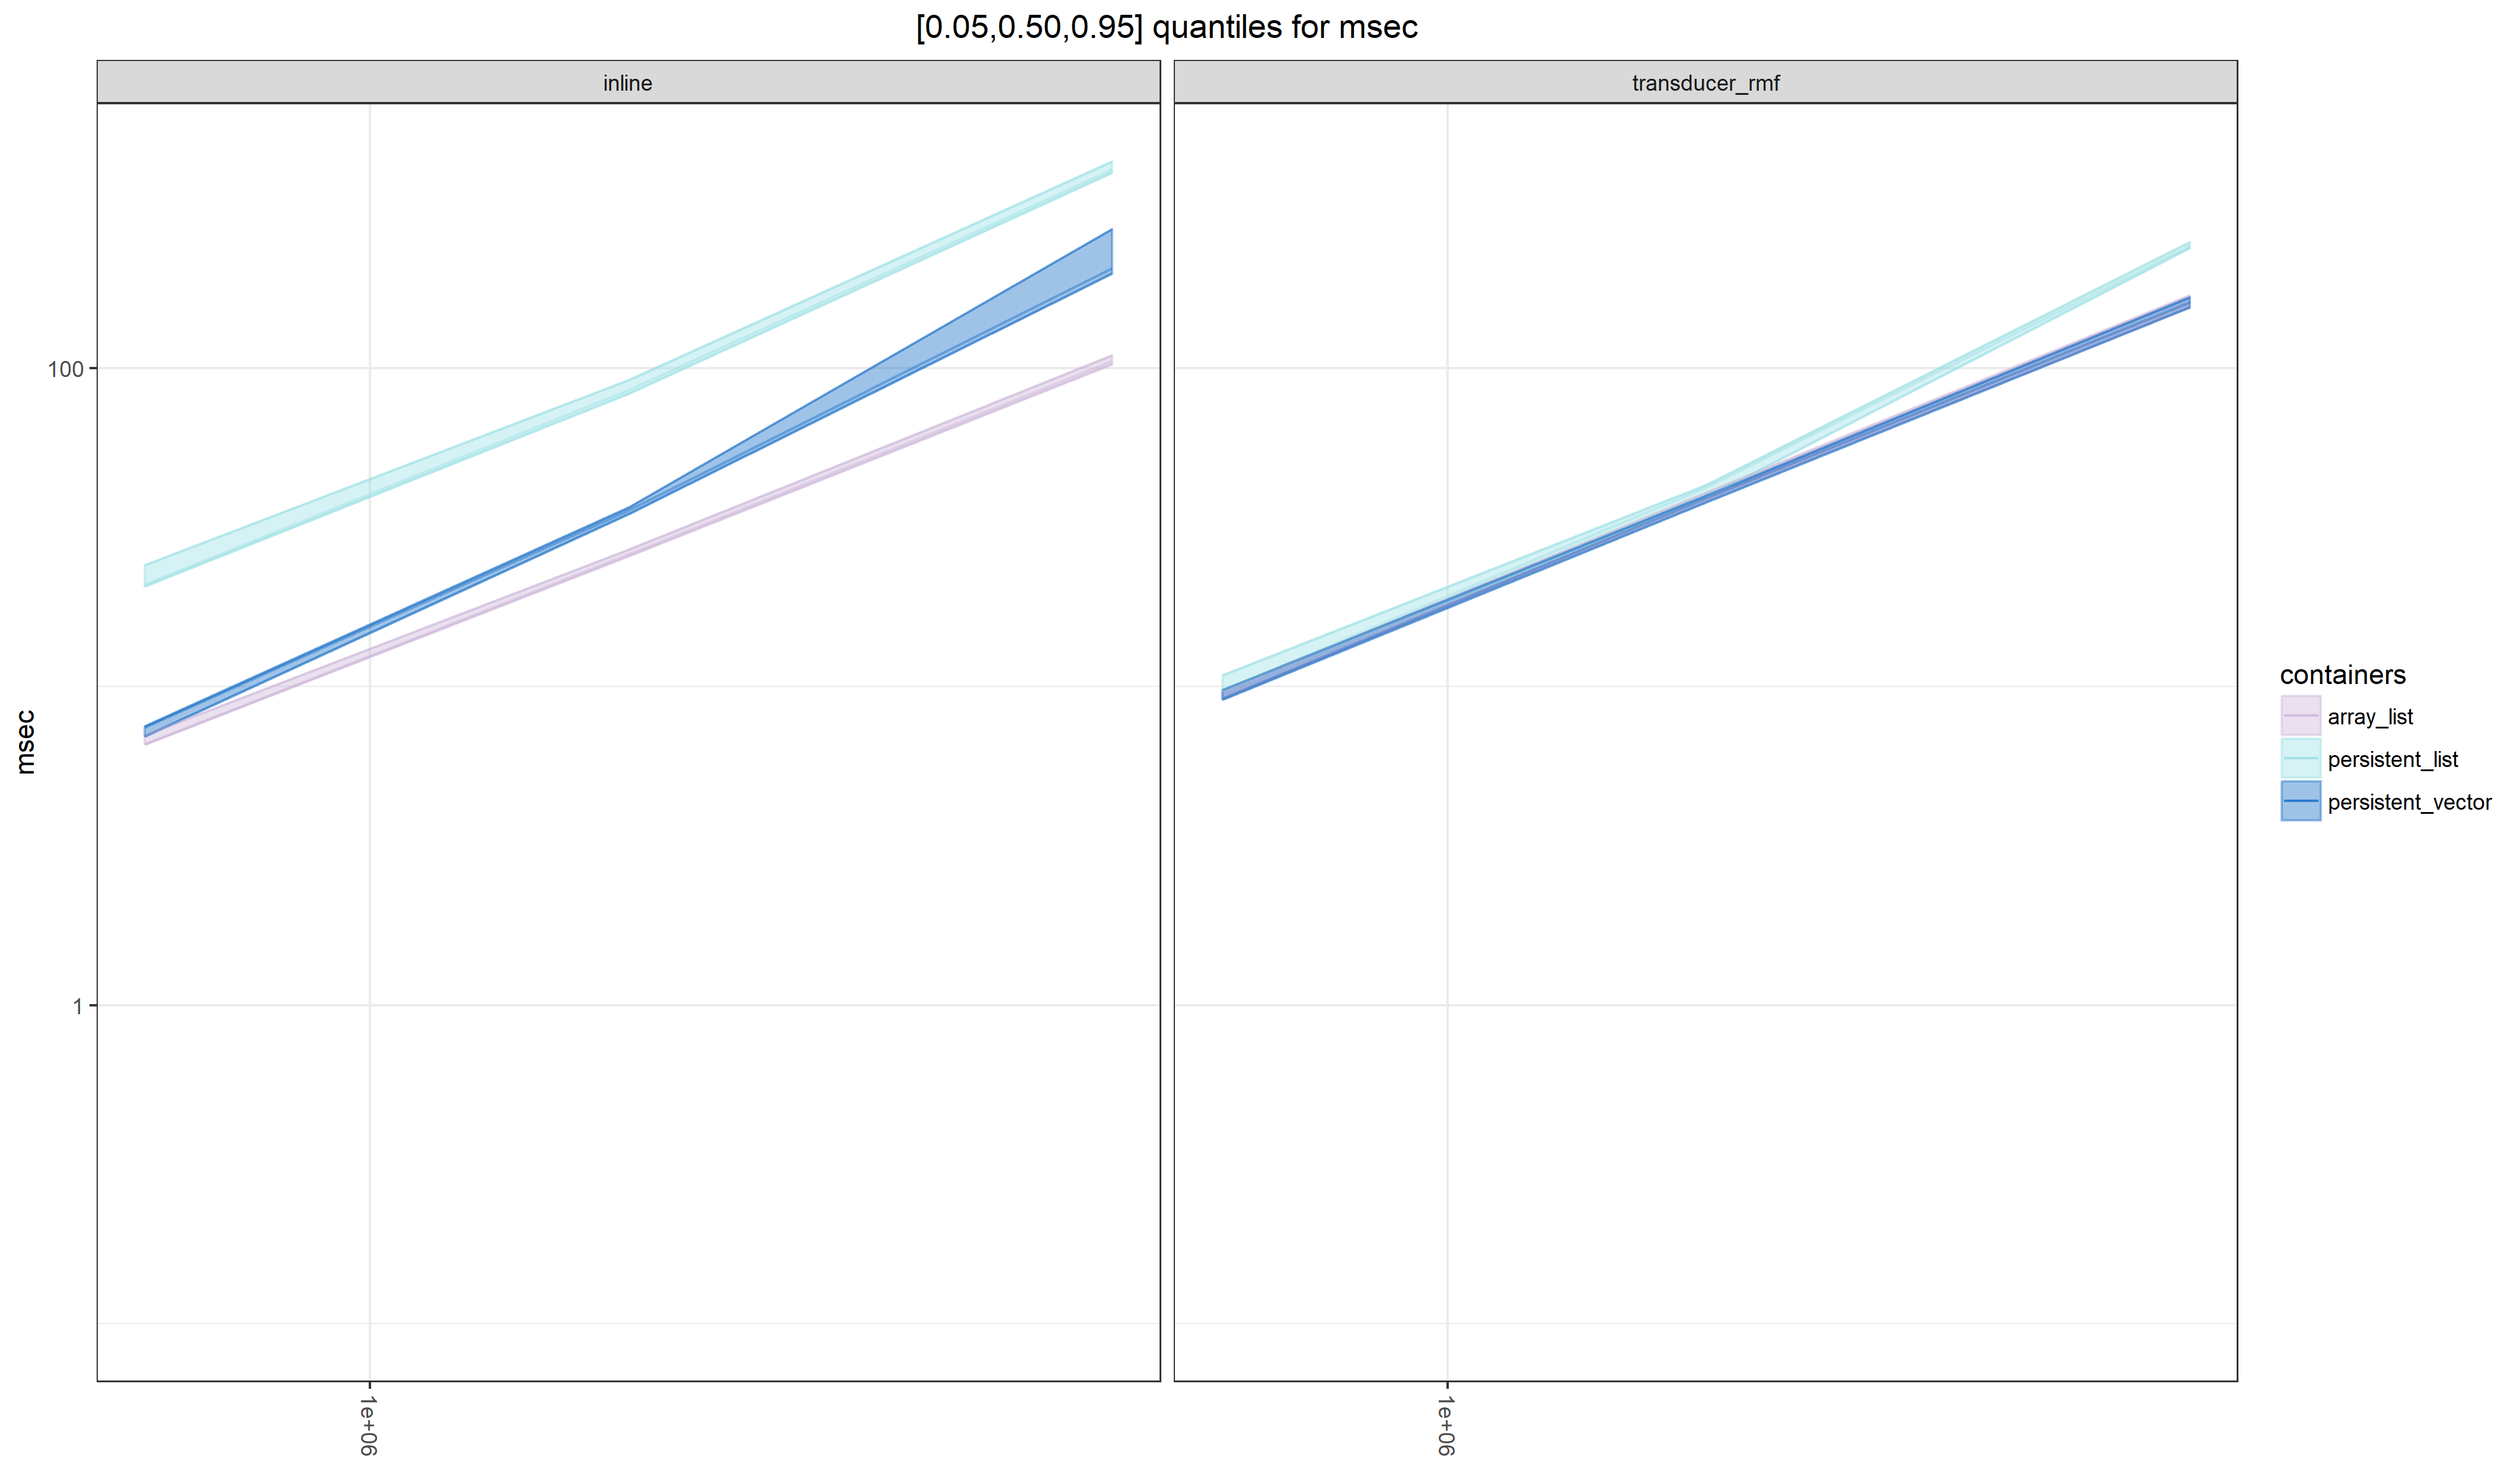 [0.05,0.50,0.95] quantiles for msec
inline
transducer_rmf
100
1
msec
1e+06
1e+06
containers
array_list
persistent_list
persistent_vector